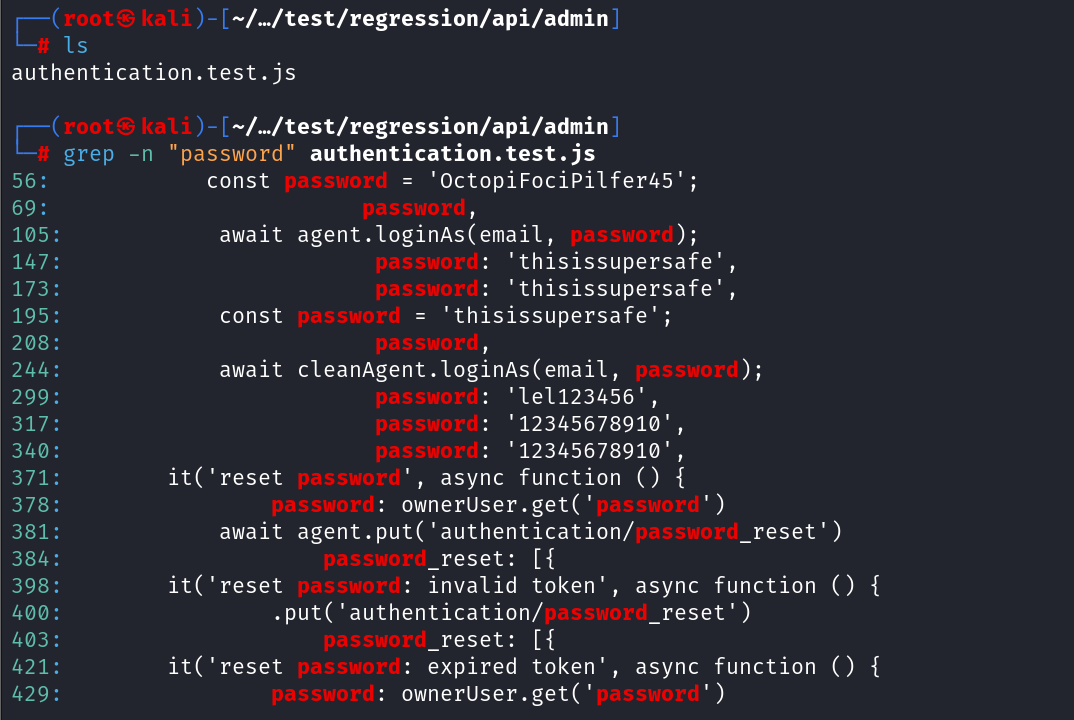 ┌──(root㉿kali)-[~/…/test/regression/api/admin]
└─# ls
authentication.test.js
┌──(root㉿kali)-[~/…/test/regression/api/admin]
└─# grep -n "password" authentication.test.js
56:            const password = 'OctopiFociPilfer45';
69:                        password,
105:            await agent.loginAs(email, password);
147:                        password: 'thisissupersafe',
173:                        password: 'thisissupersafe',
195:            const password = 'thisissupersafe';
208:                        password,
244:            await cleanAgent.loginAs(email, password);
299:                        password: 'lel123456',
317:                        password: '12345678910',
340:                        password: '12345678910',
371:        it('reset password', async function () {
378:                password: ownerUser.get('password')
381:            await agent.put('authentication/password_reset')
384:                    password_reset: [{
398:        it('reset password: invalid token', async function () {
400:                .put('authentication/password_reset')
403:                    password_reset: [{
421:        it('reset password: expired token', async function () {
429:                password: ownerUser.get('password')